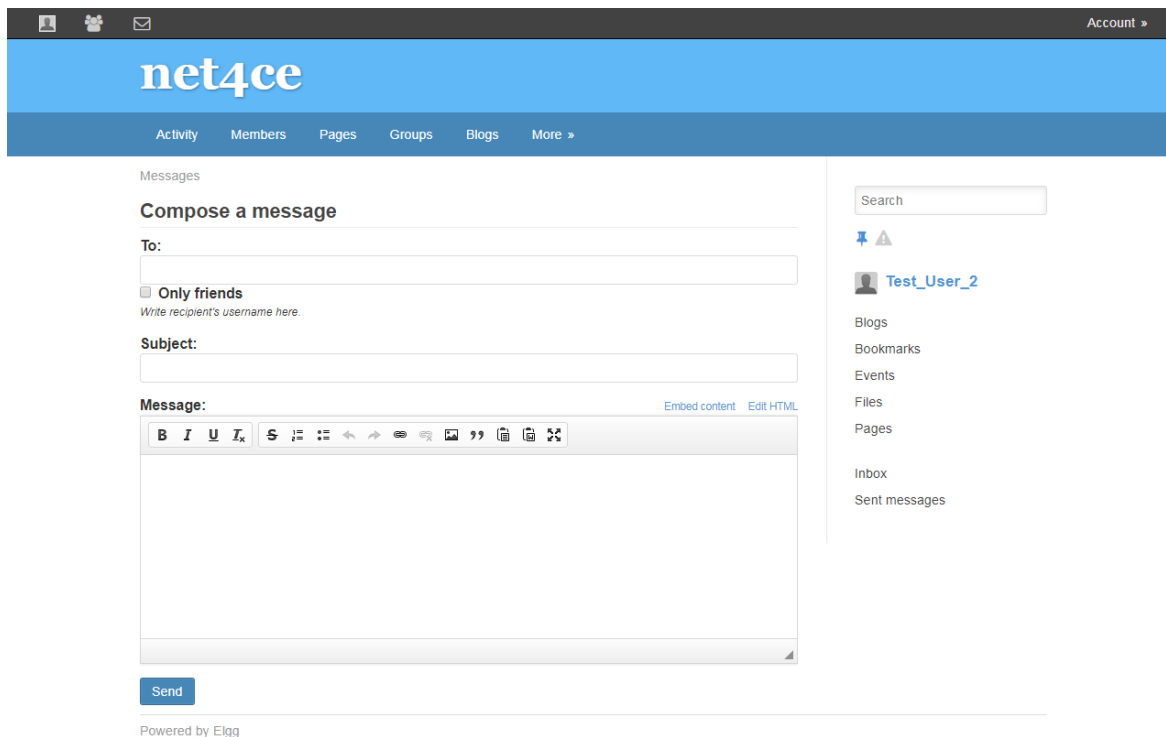 Account »
net4ce
Activity Members Pages Groups Blogs More »
Messages
Compose a message
To:
Only friends
Write recipient's username here.
Subject:
Message:
Embed content Edit HTML
B I U Tx S
Send
Powered by Elgg
Search
Test_User_2
Blogs
Bookmarks
Events
Files
Pages
Inbox
Sent messages